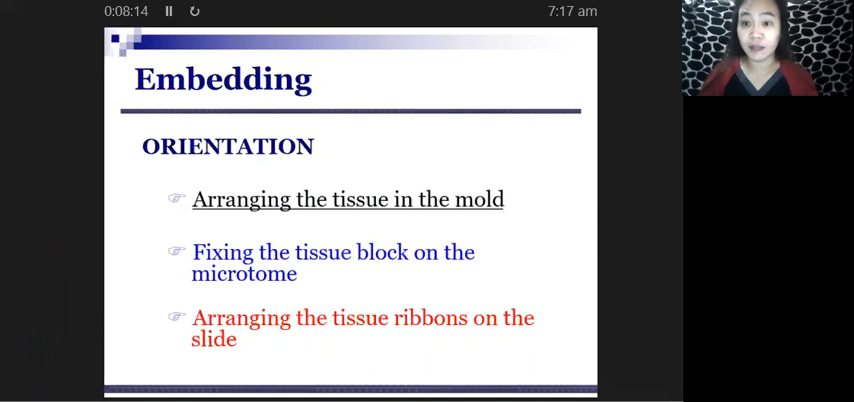 0:08:14
7:17 am
Embedding
ORIENTATION
Arranging the tissue in the mold
Fixing the tissue block on the
microtome
Arranging the tissue ribbons on the
slide